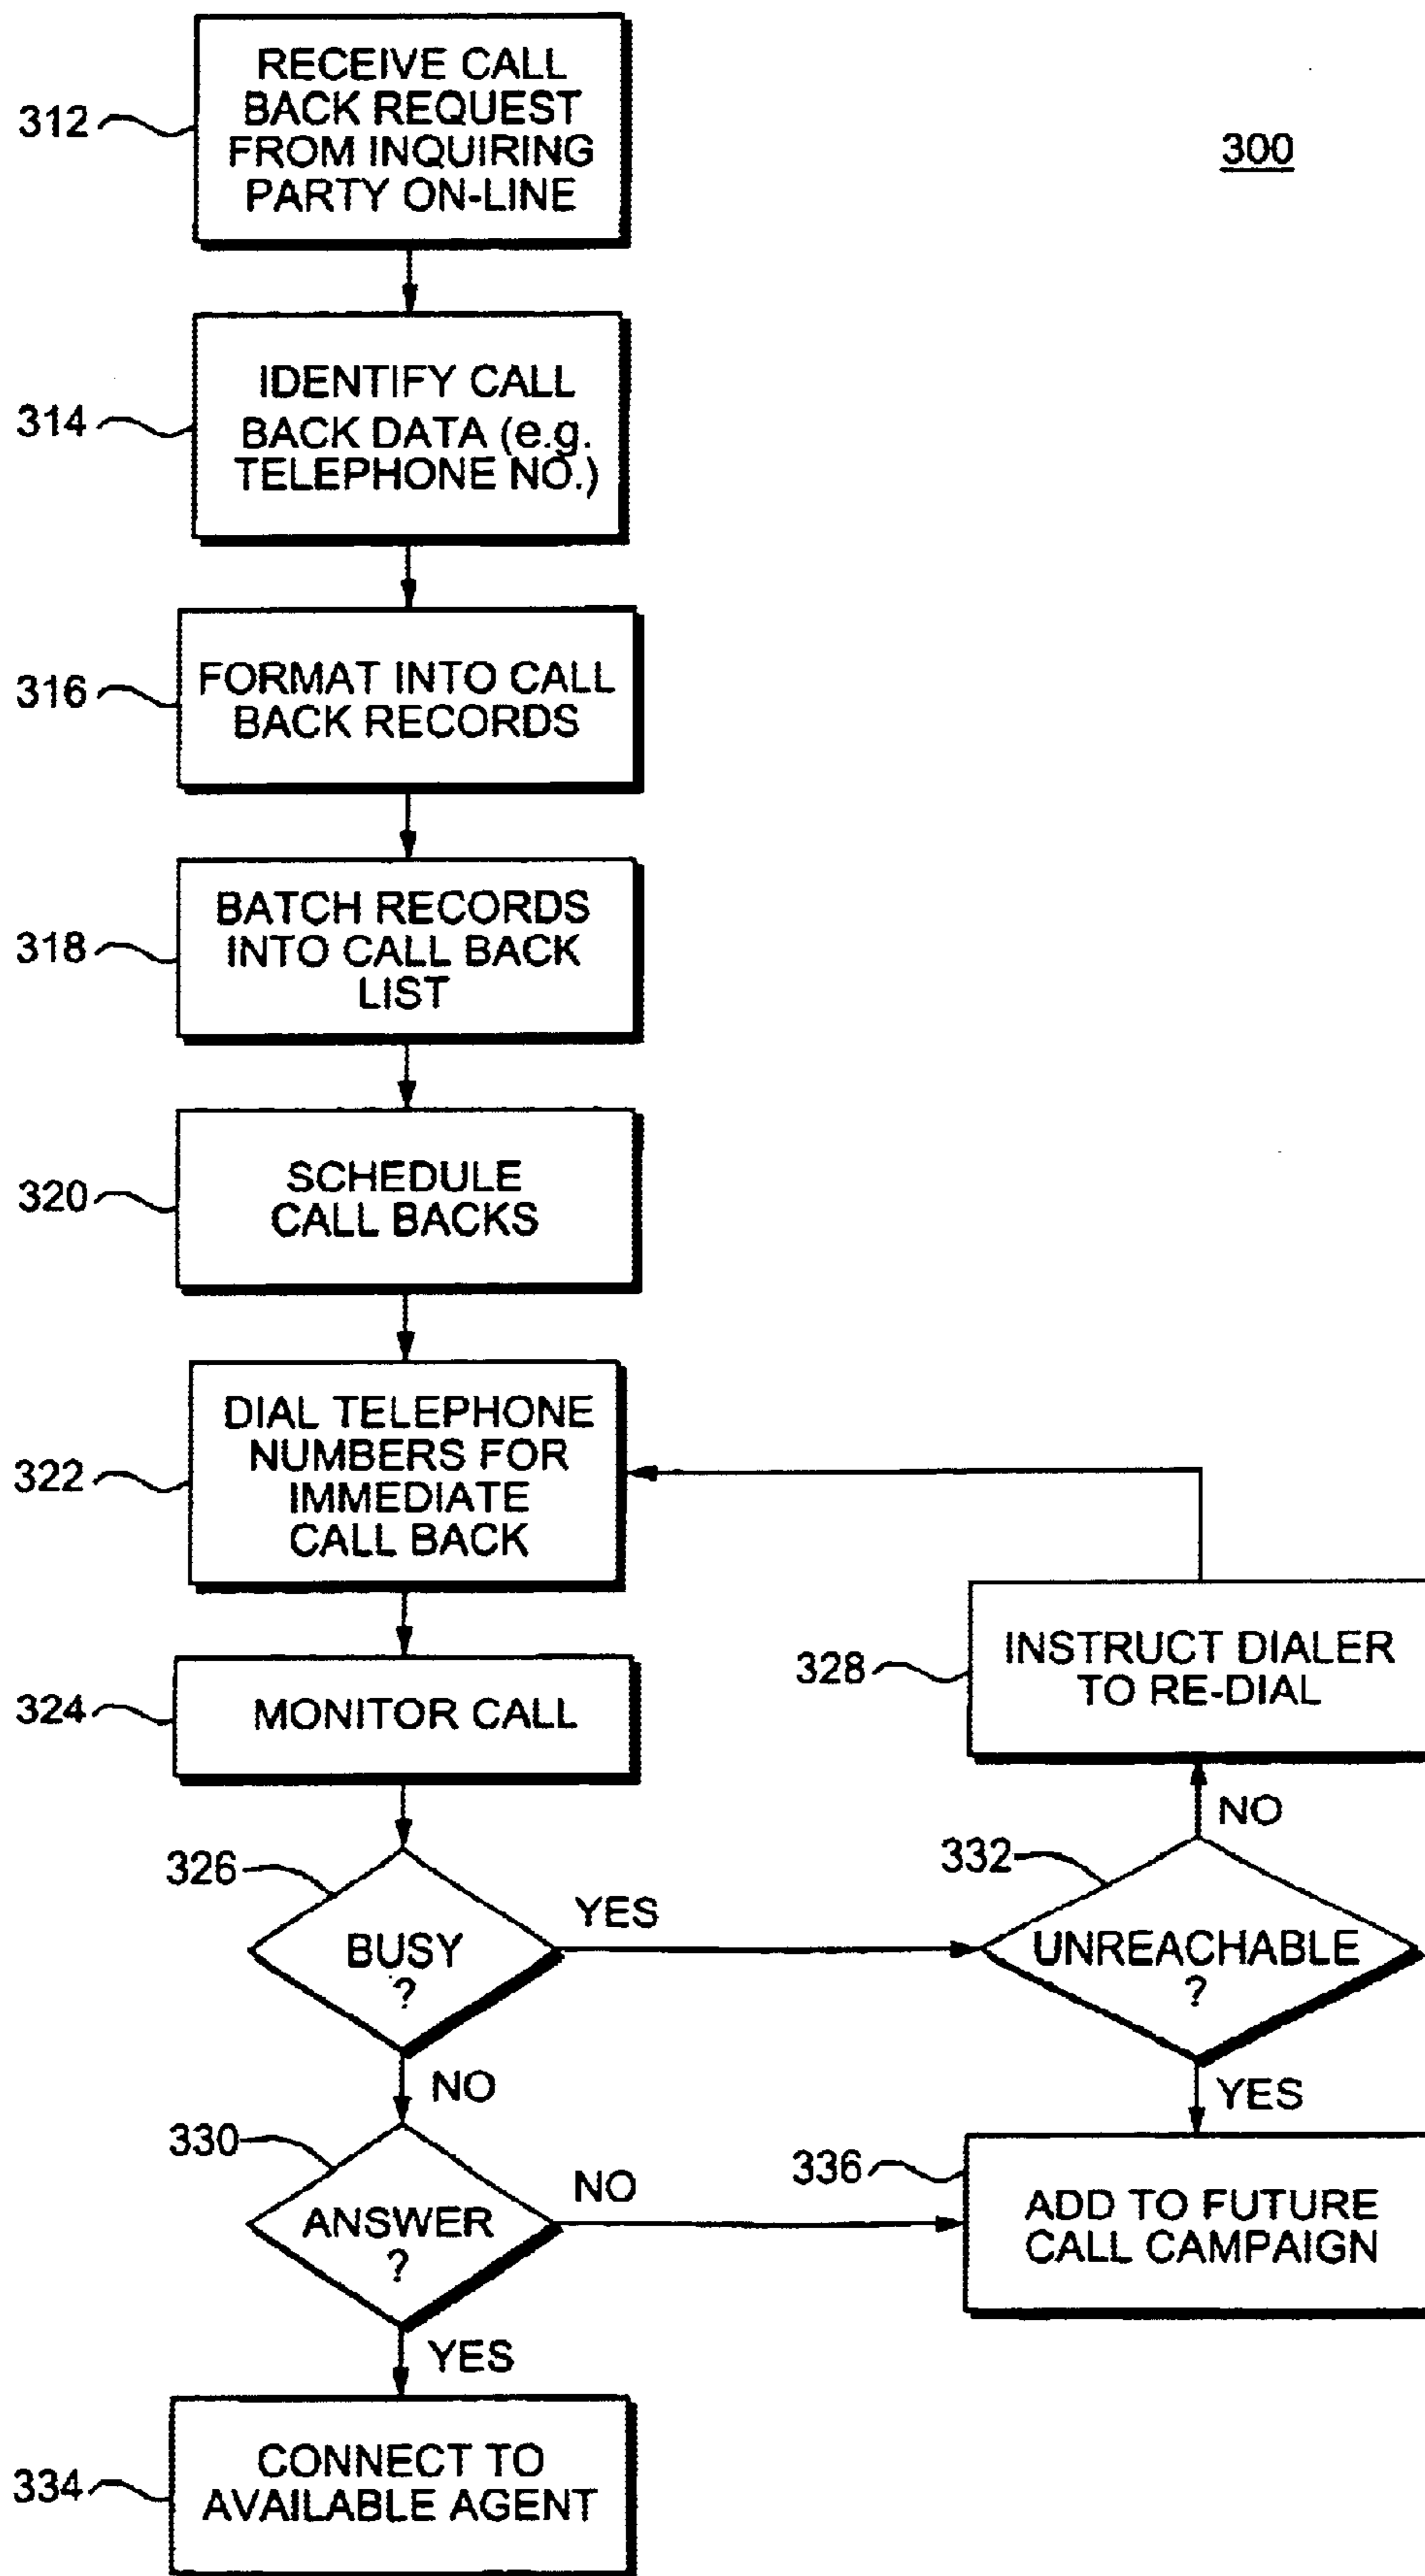 312
RECEIVE CALL
BACK REQUEST
FROM INQUIRING
PARTY ON-LINE
300
314
IDENTIFY CALL
BACK DATA (e.g.
TELEPHONE NO.)
316
FORMAT INTO CALL
BACK RECORDS
318
BATCH RECORDS
INTO CALL BACK
LIST
320
SCHEDULE
CALL BACKS
322
DIAL TELEPHONE
NUMBERS FOR
IMMEDIATE
CALL BACK
324
MONITOR CALL
328
INSTRUCT DIALER
TO RE-DIAL
NO
326
BUSY
?
YES
332
UNREACHABLE
?
NO
YES
330
ANSWER
?
NO
336
ADD TO FUTURE
CALL CAMPAIGN
YES
334
CONNECT TO
AVAILABLE AGENT